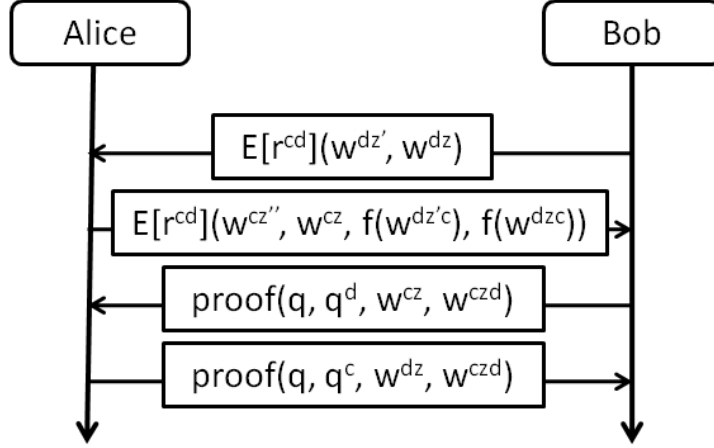 Alice
Bob
E[r^cd](w^dz', w^dz)
E[r^cd](w^cz'', w^cz, f(w^dz'c), f(w^dzc))
proof(q, q^d, w^cz, w^czd)
proof(q, q^c, w^dz, w^czd)